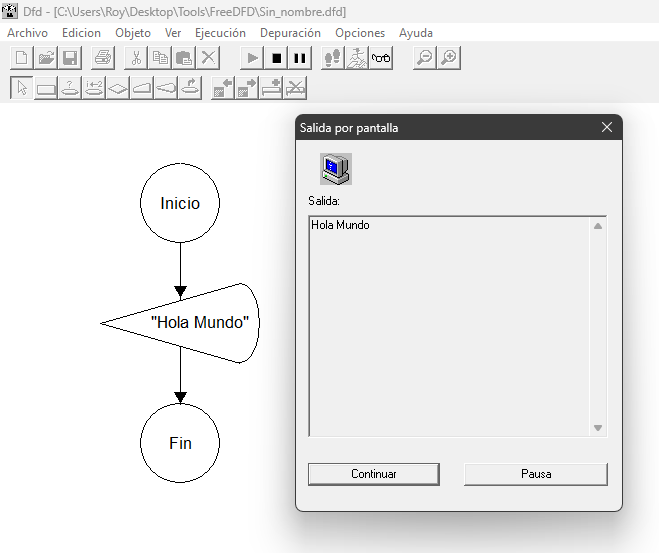 Dfd - [C:\Users\Roy\Desktop\Tools\FreeDFD\Sin_nombre.dfd]
Archivo Edicion Objeto Ver Ejecución Depuración Opciones Ayuda
i←2
Inicio
"Hola Mundo"
Fin
Salida por pantalla
Salida:
Hola Mundo
Continuar Pausa